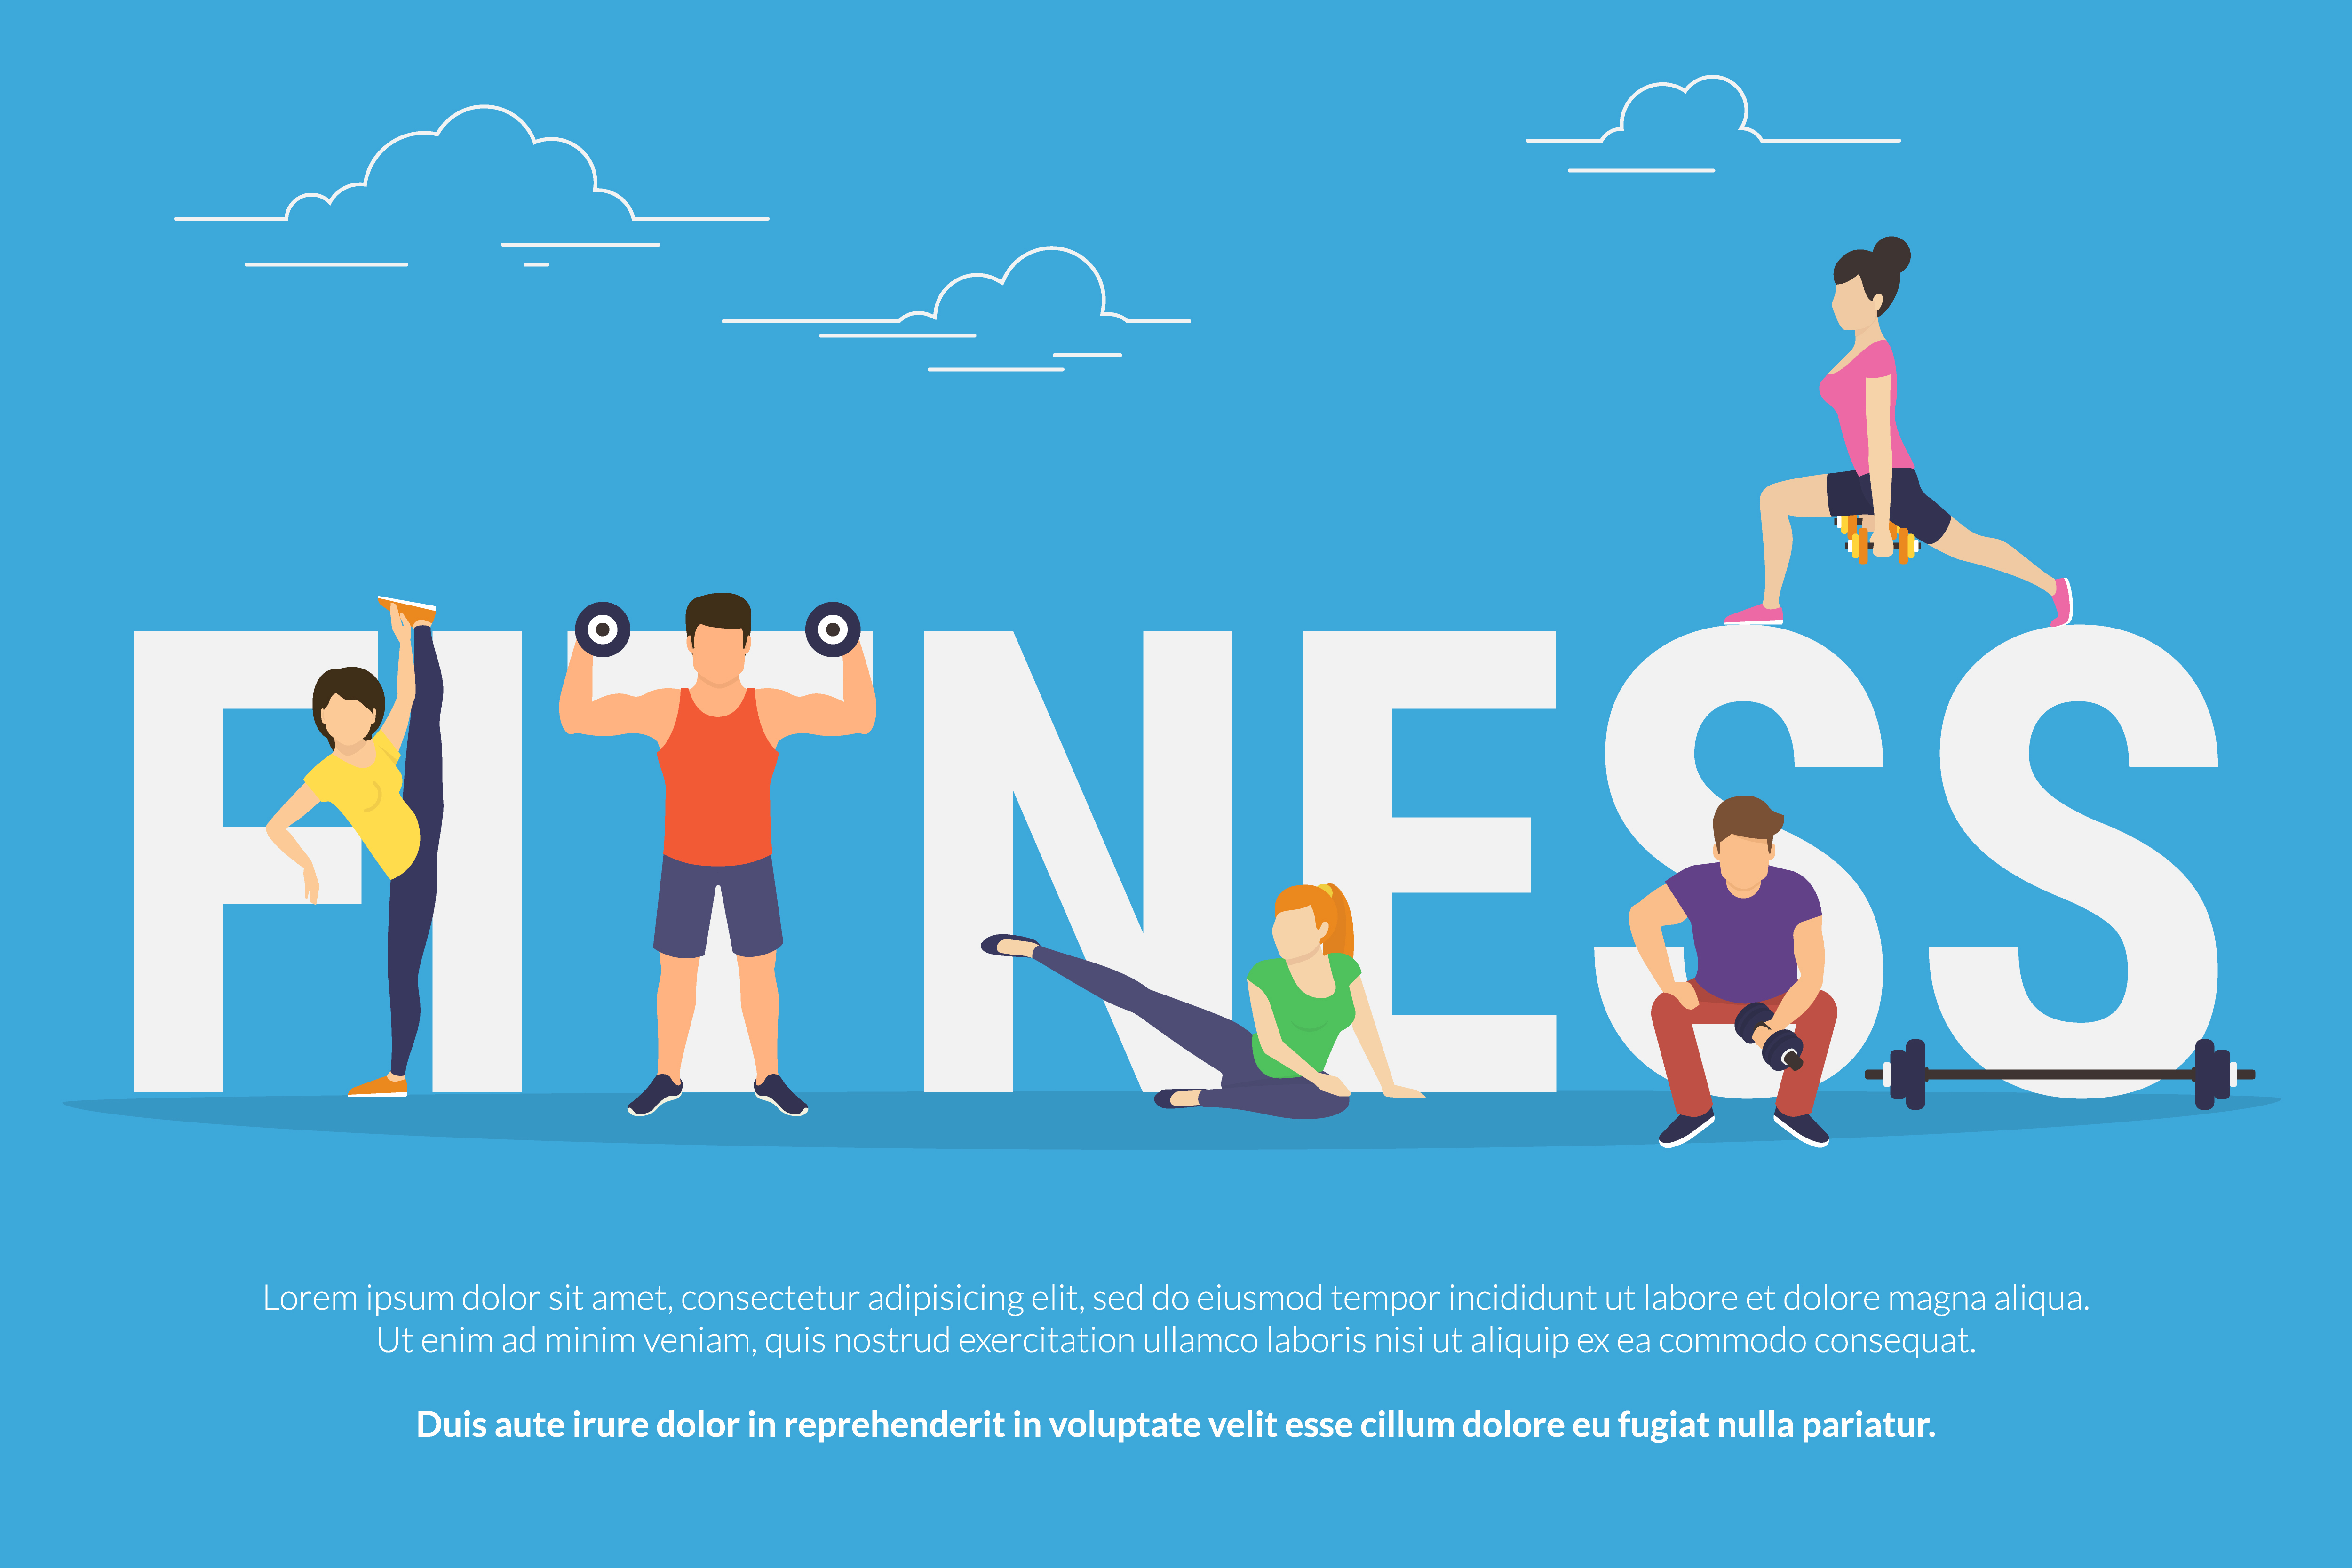 FITNESS
Lorem ipsum dolor sit amet, consectetur adipisicing elit, sed do eiusmod tempor incididunt ut labore et dolore magna aliqua.
Ut enim ad minim veniam, quis nostrud exercitation ullamco laboris nisi ut aliquip ex ea commodo consequat.
Duis aute irure dolor in reprehenderit in voluptate velit esse cillum dolore eu fugiat nulla pariatur.